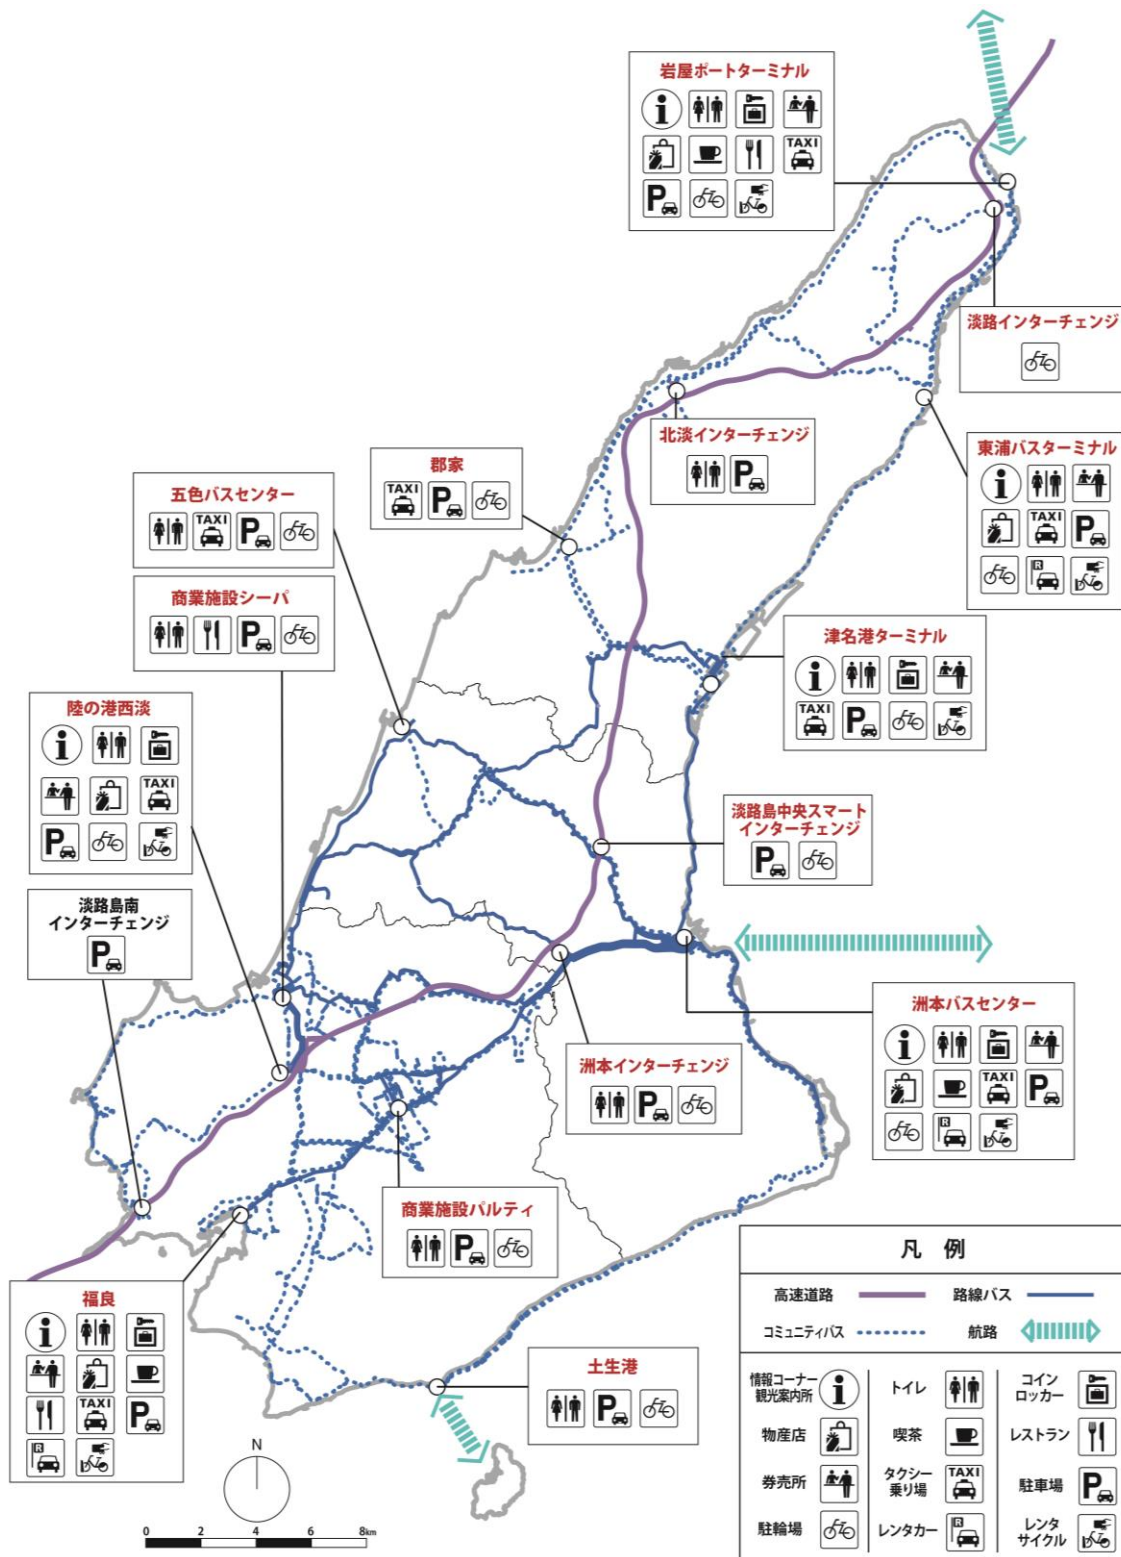 岩屋ポートターミナル
i
TAXI
P
淡路インターチェンジ
北淡インターチェンジ
P
東浦バスターミナル
i
TAXI
P
R
郡家
TAXI
P
五色バスセンター
TAXI
P
商業施設シーパ
P
津名港ターミナル
i
TAXI
P
陸の港西淡
i
TAXI
P
淡路島中央スマート
インターチェンジ
P
淡路島南
インターチェンジ
P
洲本バスセンター
i
TAXI
P
R
洲本インターチェンジ
P
商業施設パルティ
P
福良
i
TAXI
P
R
土生港
P
N
0 2 4 6 8km
凡例
高速道路
路線バス
コミュニティバス
航路
情報コーナー
観光案内所
i
トイレ
コイン
ロッカー
物産店
喫茶
レストラン
券売所
タクシー
乗り場
TAXI
駐車場
P
駐輪場
レンタカー
R
レンタ
サイクル